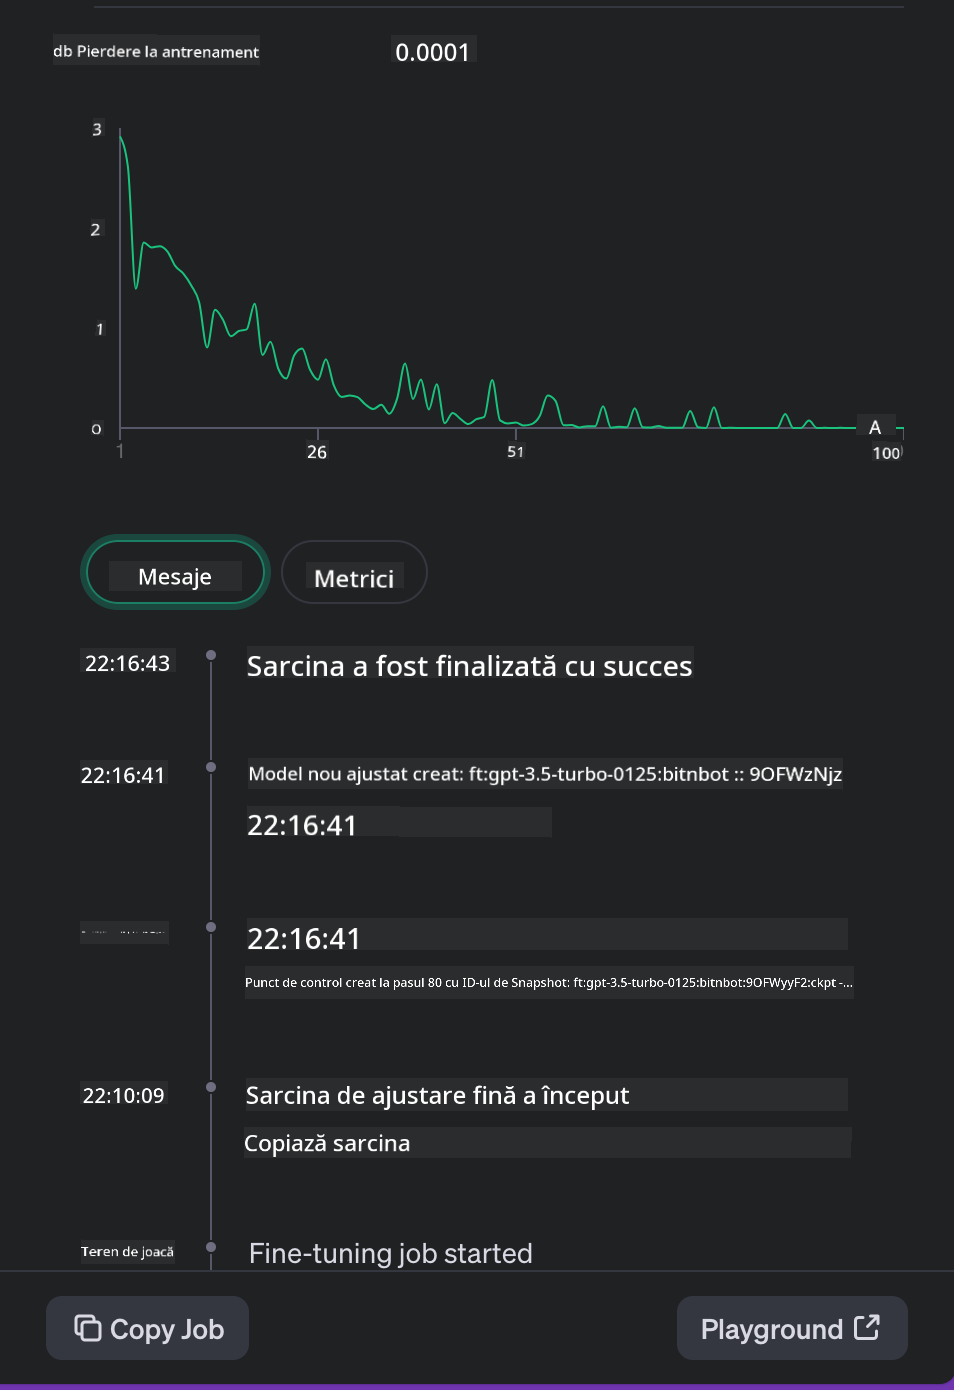 db Pierdere la antrenament
0.0001
3
2
1
0
A
1
26
51
100
Mesaje
Metrici
22:16:43
Sarcina a fost finalizată cu succes
22:16:41
Model nou ajustat creat: ft:gpt-3.5-turbo-0125:bitnbot :: 9OFWzNjz
22:16:41
22:16:41
Punct de control creat la pasul 80 cu ID-ul de Snapshot: ft:gpt-3.5-turbo-0125:bitnbot:9OFWyyF2:ckpt -...
22:10:09
Sarcina de ajustare fină a început
Copiază sarcina
Teren de joacă
Fine-tuning job started
Copy Job
Playground